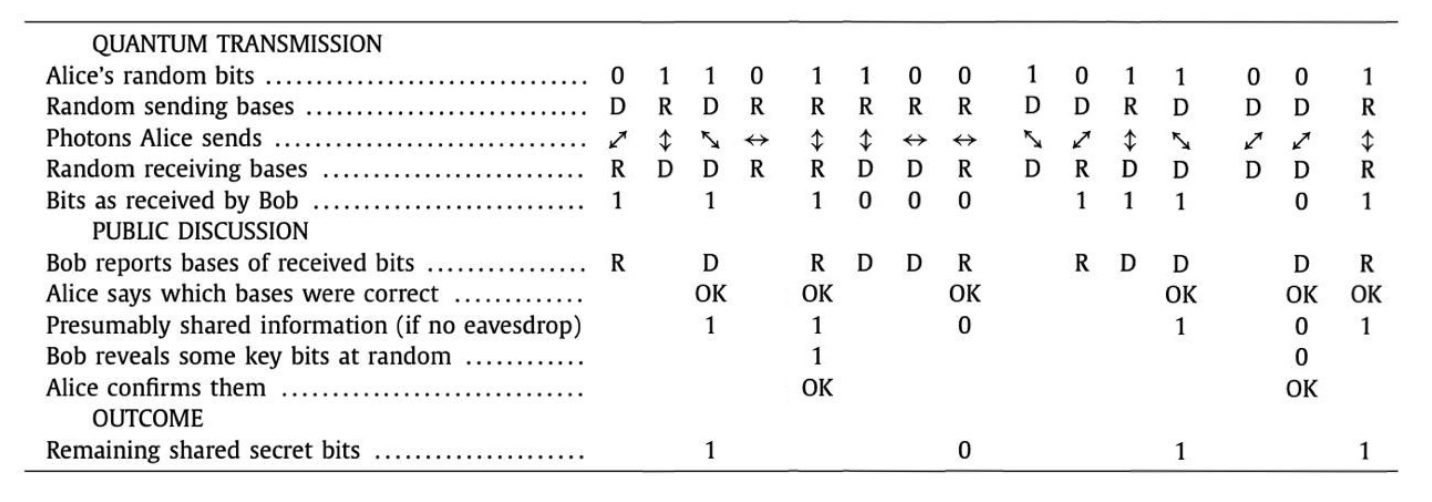 QUANTUM TRANSMISSION
Alice's random bits ................................ 0 1 1 0 1 1 0 0 1 0 1 1 0 0 1
Random sending bases ............................ D R D R R R R R D D R D D D R
Photons Alice sends ............................... ⤢ ↕ ⤡ ↔ ↕ ↕ ↔ ↔ ⤡ ⤢ ↕ ⤡ ⤢ ⤢ ↕
Random receiving bases .......................... R D D R R D D R D R D D D D R
Bits as received by Bob ........................... 1 1 1 0 0 0 1 1 1 0 1
PUBLIC DISCUSSION
Bob reports bases of received bits ................ R D R D D R R D D D R
Alice says which bases were correct ............. OK OK OK OK OK OK
Presumably shared information (if no eavesdrop) 1 1 0 1 0 1
Bob reveals some key bits at random ............ 1 0
Alice confirms them .............................. OK OK
OUTCOME
Remaining shared secret bits ..................... 1 0 1 1